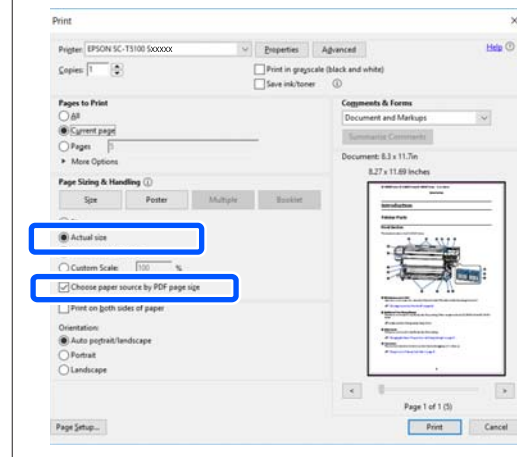 Print
Printer: EPSON SC-T5100 Sxxxxx
Properties
Advanced
Help
Copies: 1
Print in grayscale (black and white)
Save ink/toner
Pages to Print
All
Current page
Pages 5
More Options
Comments & Forms
Document and Markups
Summarize Comments
Document: 8.3 x 11.7in
8.27 x 11.69 Inches
Page Sizing & Handling
Size
Poster
Multiple
Booklet
Actual size
Custom Scale: 100 %
Choose paper source by PDF page size
Print on both sides of paper
Orientation:
Auto portrait/landscape
Portrait
Landscape
Introduction
Printer Parts
<
>
Page 1 of 1 (5)
Page Setup...
Print
Cancel